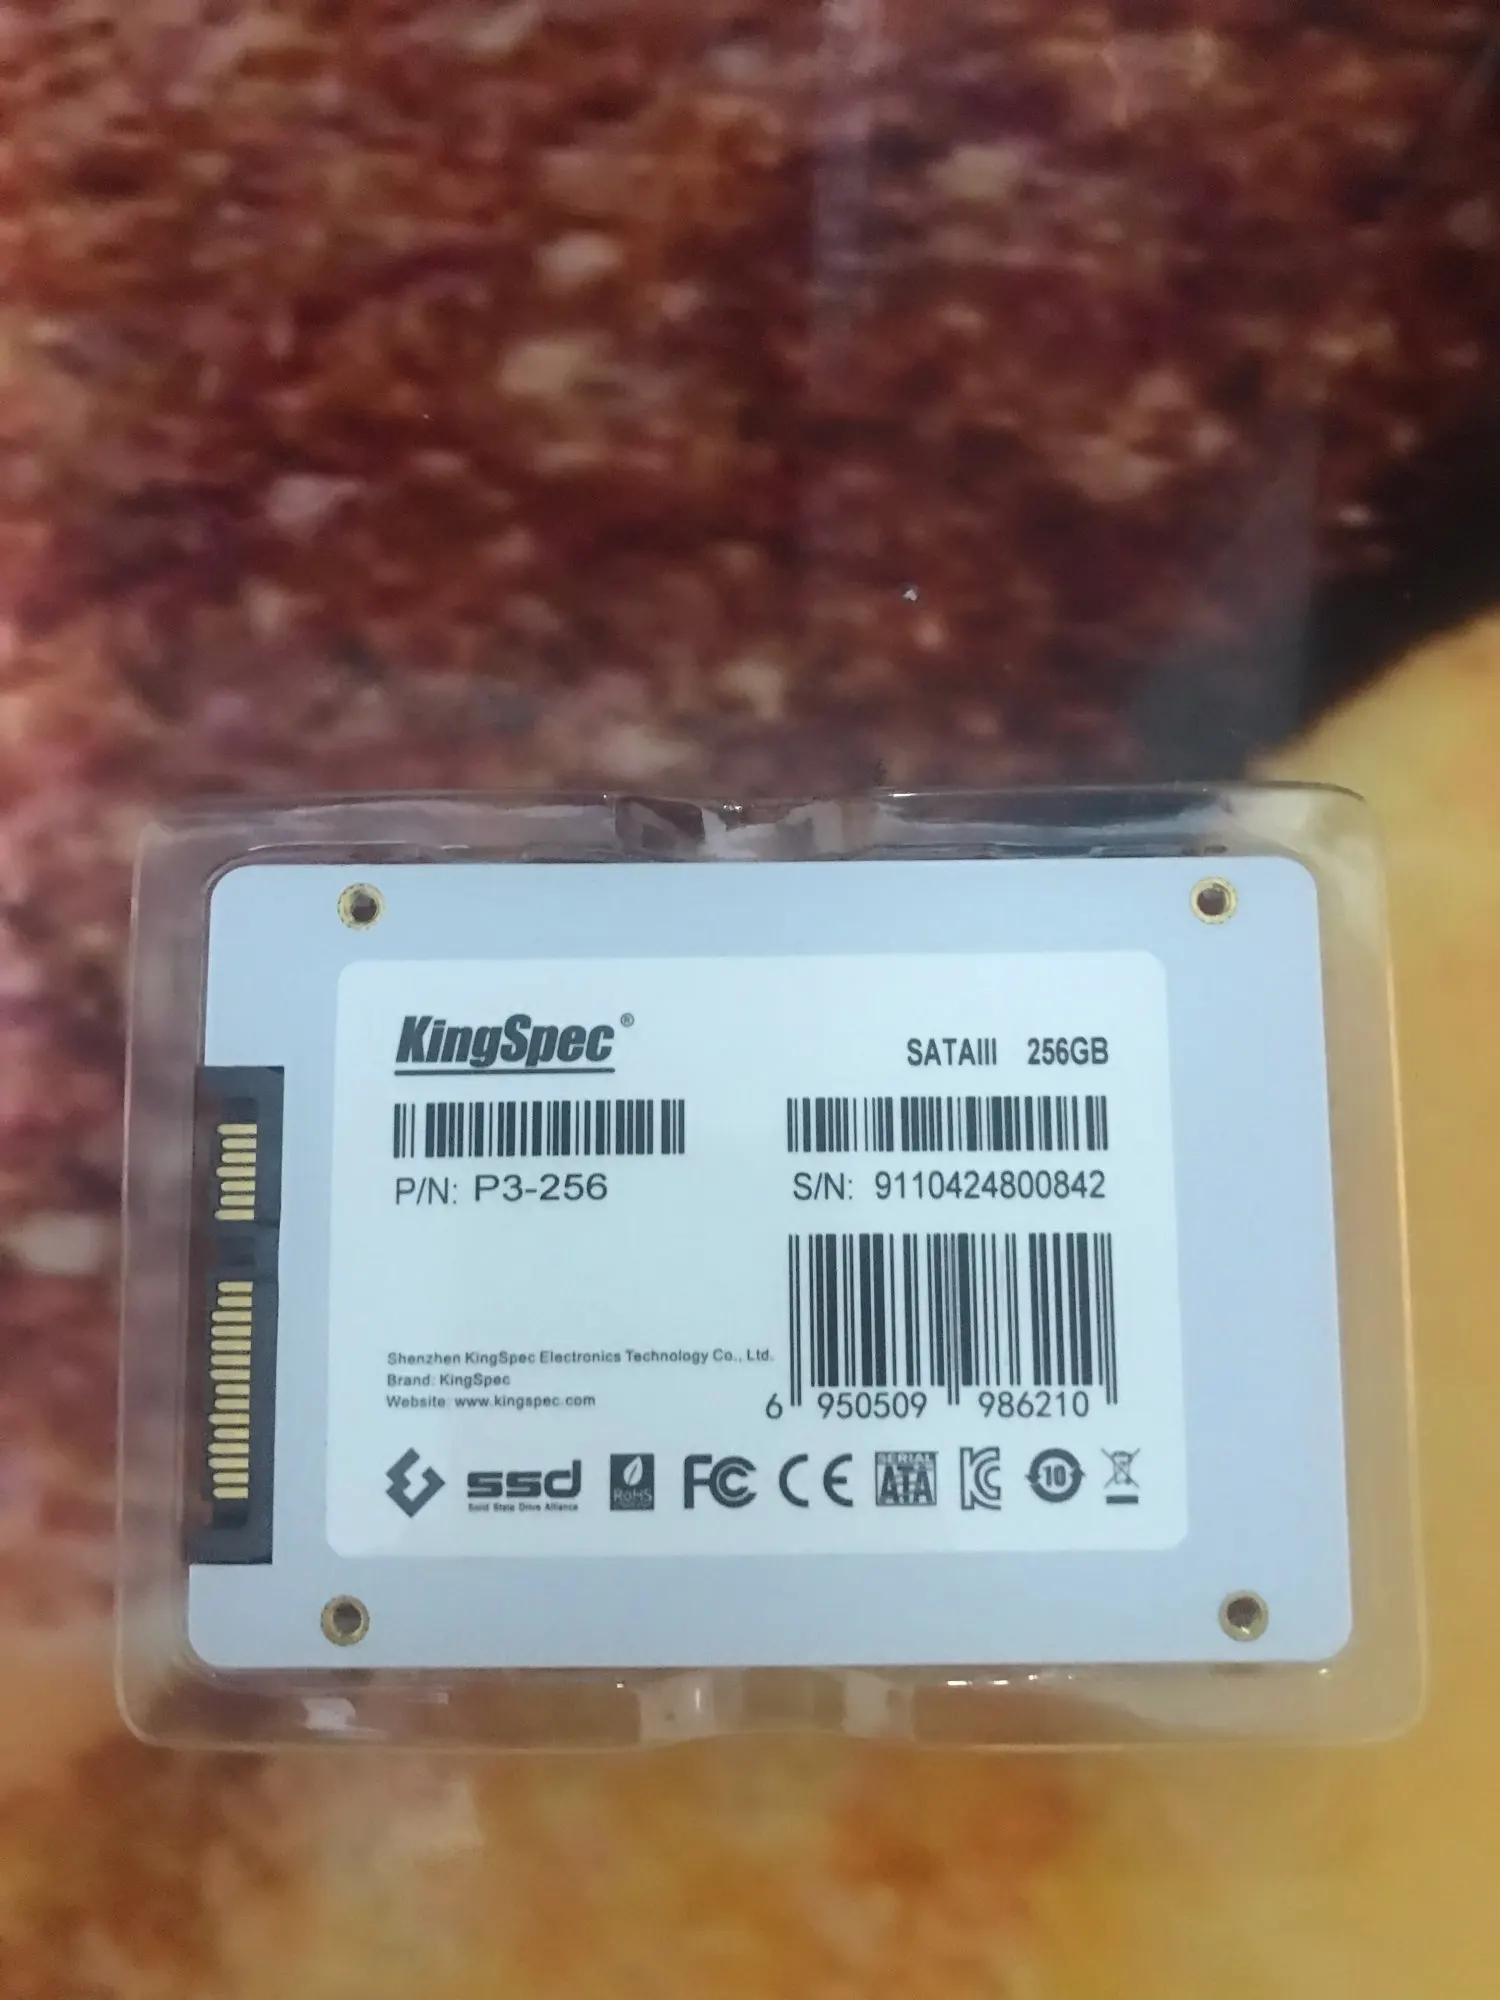 KingSpec®
SATAIII 256GB
P/N: P3-256
S/N: 9110424800842
Shenzhen KingSpec Electronics Technology Co., Ltd.
Brand: KingSpec
Website: www.kingspec.com
6 950509 986210
ssd
Solid State Drive Alliance
RoHS
FC
CE
SERIAL
ATA
KC
10